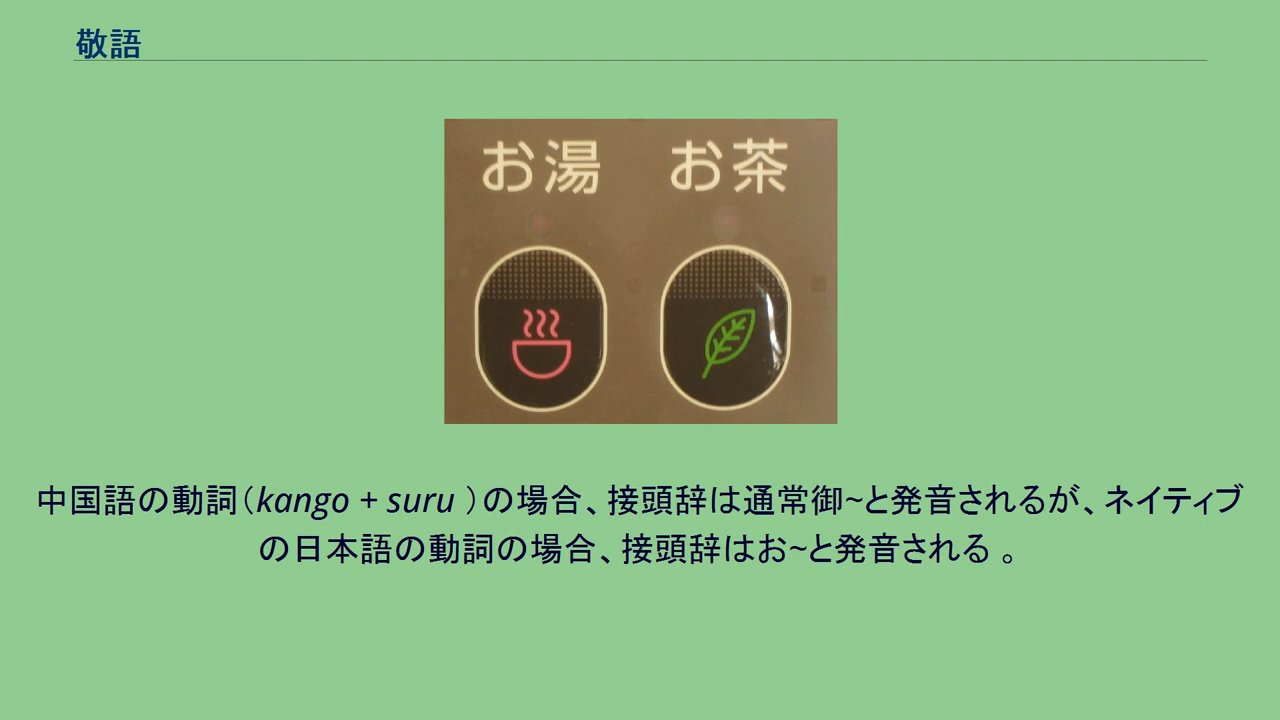 敬語
お湯 お茶
中国語の動詞（kango + suru ）の場合、接頭辞は通常御~と発音されるが、ネイティブ
の日本語の動詞の場合、接頭辞はお~と発音される 。